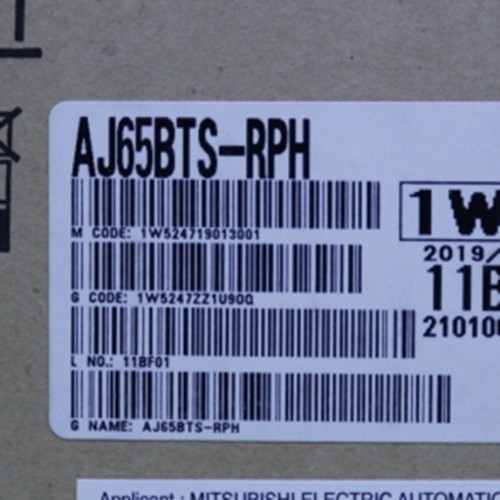 AJ65BTS-RPH
M CODE: 1W524719013001
1W
2019/
G CODE: 1W5247ZZ1U90Q
11B
21010
L NO.: 11BF01
G NAME: AJ65BTS-RPH
Applicant : MITSUBISHI ELECTRIC AUTOMATIC